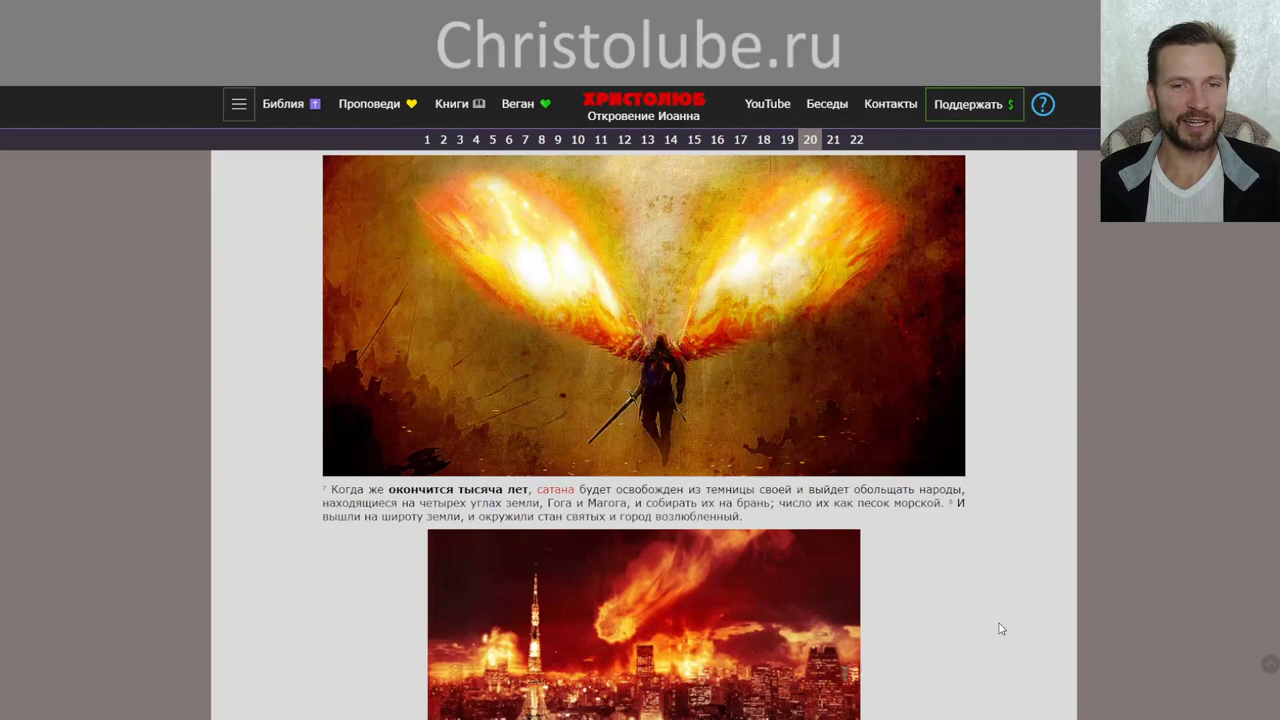 Christolube.ru
Библия Проповеди Книги Веган ХРИСТОЛЮБ YouTube Беседы Контакты Поддержать $ ?
Откровение Иоанна
1 2 3 4 5 6 7 8 9 10 11 12 13 14 15 16 17 18 19 20 21 22
7 Когда же окончится тысяча лет, сатана будет освобожден из темницы своей и выйдет обольщать народы,
находящиеся на четырех углах земли, Гога и Магога, и собирать их на брань; число их как песок морской. 8 И
вышли на широту земли, и окружили стан святых и город возлюбленный.